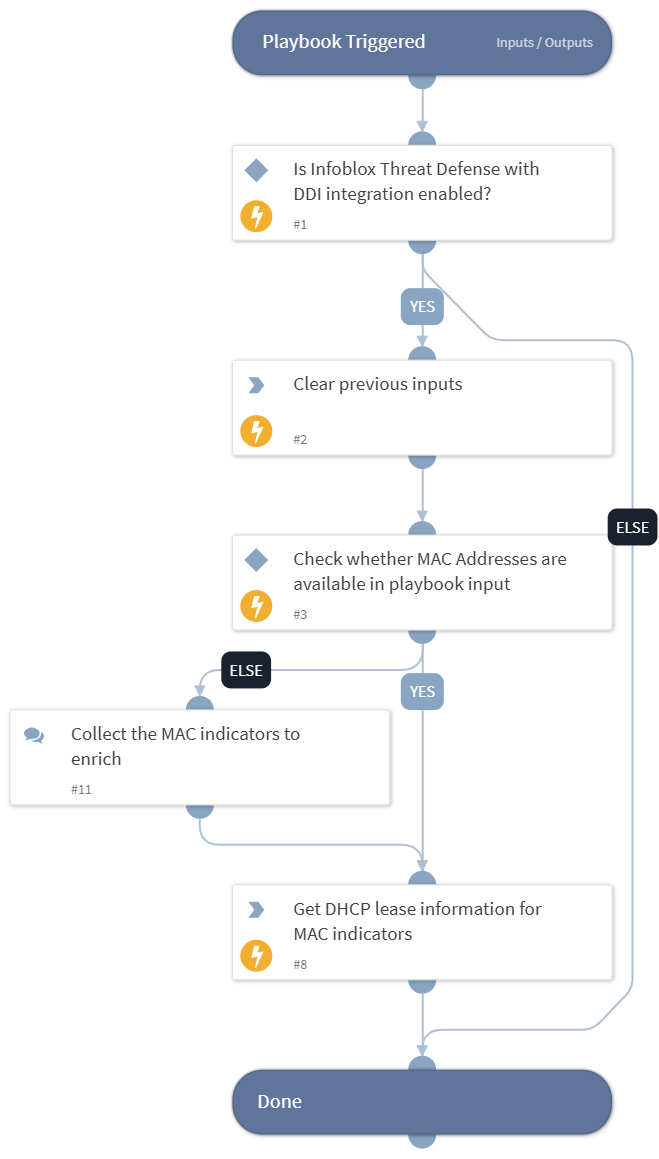 Playbook Triggered
Inputs / Outputs
Is Infoblox Threat Defense with
DDI integration enabled?
#1
YES
Clear previous inputs
#2
ELSE
Check whether MAC Addresses are
available in playbook input
#3
ELSE
YES
Collect the MAC indicators to
enrich
#11
Get DHCP lease information for
MAC indicators
#8
Done